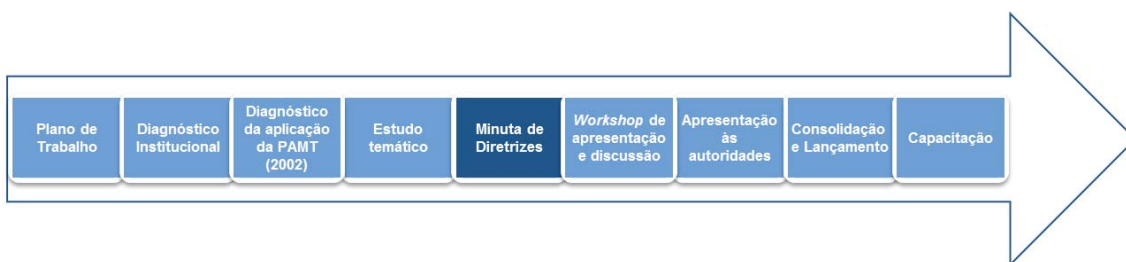 Plano de
Trabalho
Diagnóstico
Institucional
Diagnóstico
da aplicação
da PAMT
(2002)
Estudo
temático
Minuta de
Diretrizes
Workshop de
apresentação
e discussão
Apresentação
às
autoridades
Consolidação
e Lançamento
Capacitação